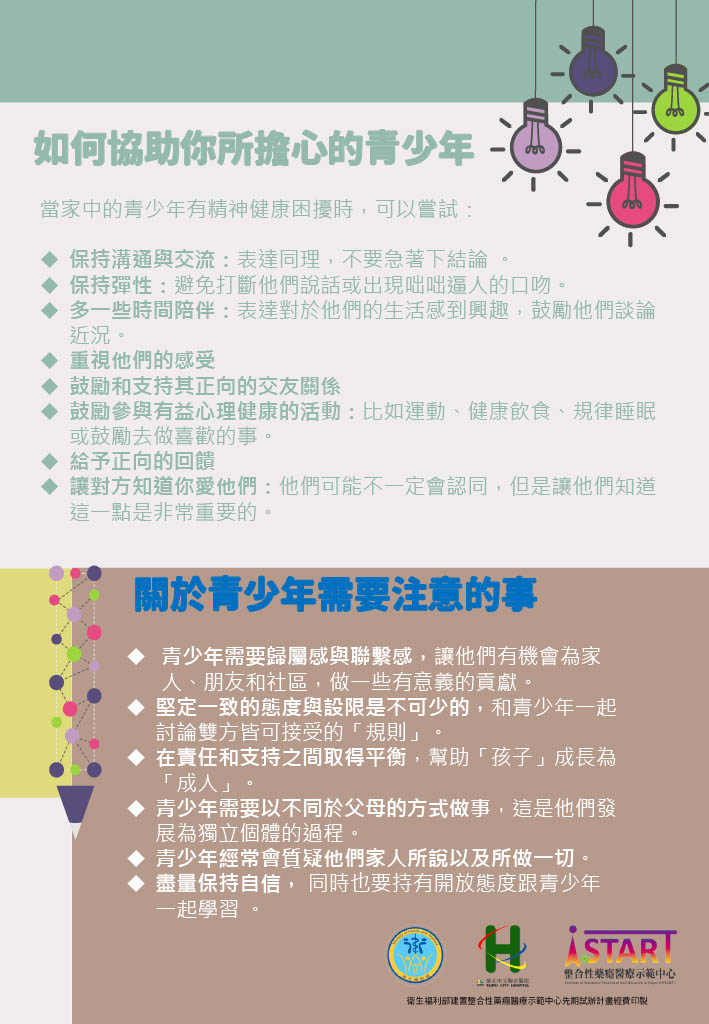 如何協助你所擔心的青少年
當家中的青少年有精神健康困擾時，可以嘗試：
◆ 保持溝通與交流：表達同理，不要急著下結論 。
◆ 保持彈性：避免打斷他們說話或出現咄咄逼人的口吻。
◆ 多一些時間陪伴：表達對於他們的生活感到興趣，鼓勵他們談論
近況。
◆ 重視他們的感受
◆ 鼓勵和支持其正向的交友關係
◆ 鼓勵參與有益心理健康的活動：比如運動、健康飲食、規律睡眠
或鼓勵去做喜歡的事。
◆ 給予正向的回饋
◆ 讓對方知道你愛他們：他們可能不一定會認同，但是讓他們知道
這一點是非常重要的。
關於青少年需要注意的事
◆ 青少年需要歸屬感與聯繫感，讓他們有機會為家
人、朋友和社區，做一些有意義的貢獻。
◆ 堅定一致的態度與設限是不可少的，和青少年一起
討論雙方皆可接受的「規則」。
◆ 在責任和支持之間取得平衡，幫助「孩子」成長為
「成人」。
◆ 青少年需要以不同於父母的方式做事，這是他們發
展為獨立個體的過程。
◆ 青少年經常會質疑他們家人所說以及所做一切。
◆ 盡量保持自信， 同時也要持有開放態度跟青少年
一起學習 。
iSTART
整合性藥癮醫療示範中心
臺北市立聯合醫院
TAIPEI CITY HOSPITAL
衛生福利部建置整合性藥癮醫療示範中心先期試辦計畫經費印製